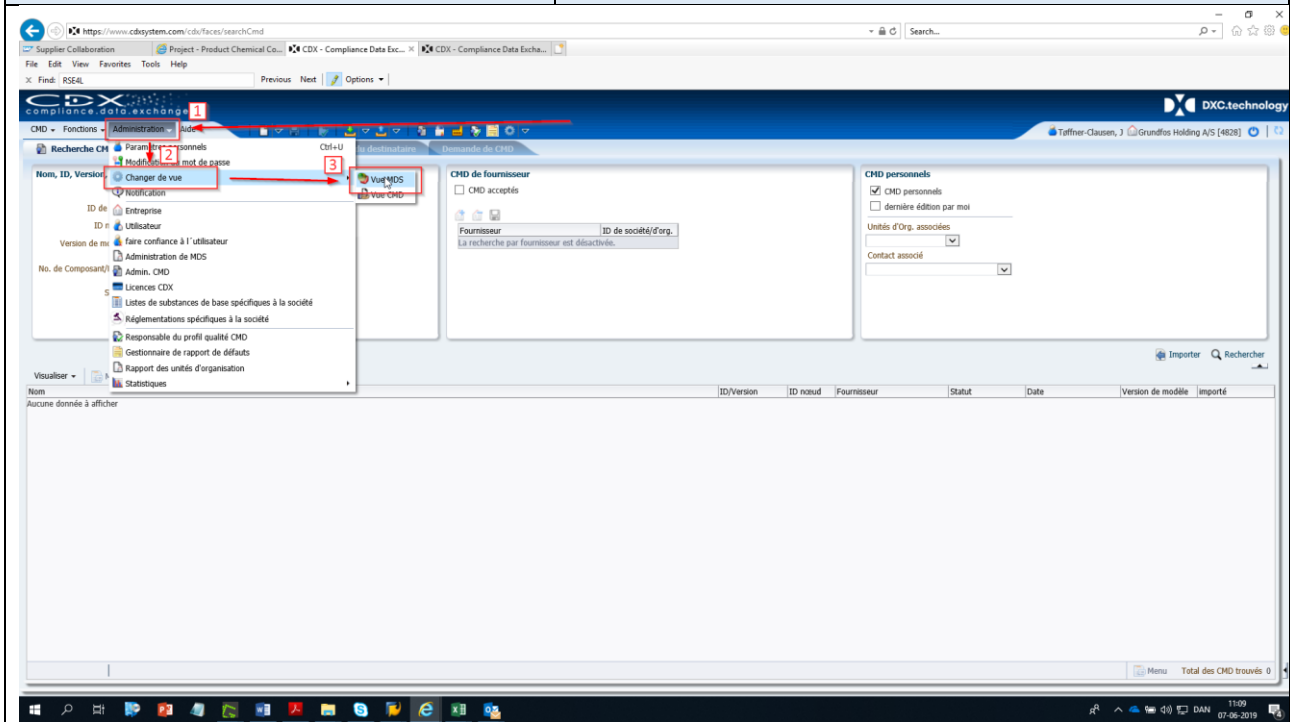 https://www.cdxsystem.com/cdx/faces/searchCmd
Search...
Supplier Collaboration
Project - Product Chemical Co...
CDX - Compliance Data Exc...
CDX - Compliance Data Excha...
File Edit View Favorites Tools Help
x Find: RSE4L
Previous Next
Options
CDX
compliance.data.exchange
1
DXC.technology
CMD Fonctions Administration Aide
Tøffner-Clausen, J Grundfos Holding A/S [4828]
Recherche CM
du destinataire
Demande de CMD
Paramètres personnels Ctrl+U
2
Modification du mot de passe
3
Changer de vue
Vue MDS
Notification
Vue CMD
Entreprise
Utilisateur
faire confiance à l´utilisateur
Administration de MDS
Admin. CMD
Licences CDX
Listes de substances de base spécifiques à la société
Réglementations spécifiques à la société
Responsable du profil qualité CMD
Gestionnaire de rapport de défauts
Rapport des unités d'organisation
Statistiques
Nom, ID, Version,
ID de
ID n
Version de mo
No. de Composant/I
S
CMD de fournisseur
CMD acceptés
Fournisseur ID de société/d'org.
La recherche par fournisseur est désactivée.
CMD personnels
CMD personnels
dernière édition par moi
Unités d'Org. associées
Contact associé
Importer Rechercher
Visualiser
Nom ID/Version ID nœud Fournisseur Statut Date Version de modèle importé
Aucune donnée à afficher
Menu Total des CMD trouvés 0
DAN
11:09
07-06-2019